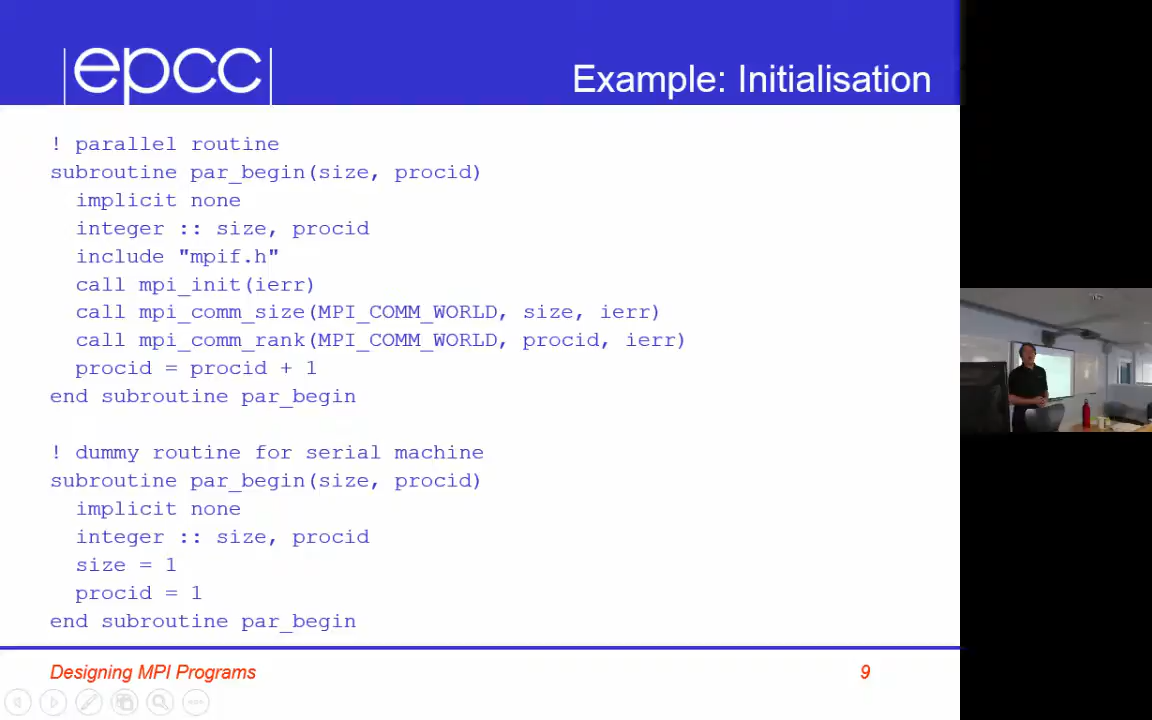 |epcc|
Example: Initialisation
! parallel routine
subroutine par_begin(size, procid)
implicit none
integer :: size, procid
include "mpif.h"
call mpi_init(ierr)
call mpi_comm_size(MPI_COMM_WORLD, size, ierr)
call mpi_comm_rank(MPI_COMM_WORLD, procid, ierr)
procid = procid + 1
end subroutine par_begin
! dummy routine for serial machine
subroutine par_begin(size, procid)
implicit none
integer :: size, procid
size = 1
procid = 1
end subroutine par_begin
Designing MPI Programs
9